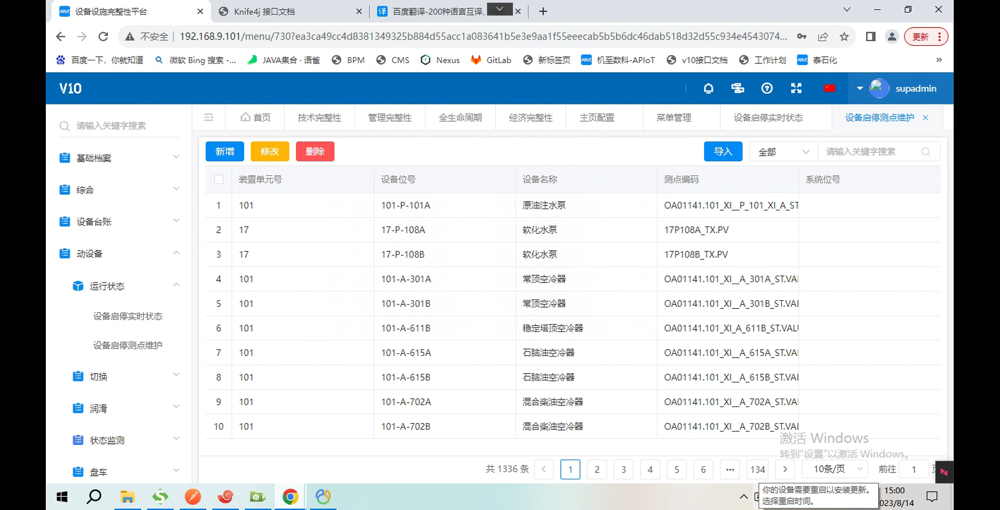 设备设施完整性平台
Knife4j 接口文档
百度翻译-200种语言互译、
不安全
192.168.9.101/menu/730?ea3ca49cc4d8381349325b884d55acc1a083641b5e3e9aa1f55eeecab5b5b6dc46dab518d32d55c934e4543074...
更新
百度一下，你就知道
微软 Bing 搜索 -...
JAVA集合 · 语雀
BPM
CMS
Nexus
GitLab
新标签页
机至数科-APIoT
v10接口文档
工作计划
泰石化
V10
supadmin
请输入关键字搜索
首页
技术完整性
管理完整性
全生命周期
经济完整性
主页配置
菜单管理
设备启停实时状态
设备启停测点维护
基础档案
综合
设备台账
动设备
运行状态
设备启停实时状态
设备启停测点维护
切换
润滑
状态监测
盘车
新增
修改
删除
导入
全部
请输入关键字搜索
装置单元号 设备位号 设备名称 测点编码 系统位号
1 101 101-P-101A 原油注水泵 OA01141.101_XI__P_101_XI_A_ST
2 17 17-P-108A 软化水泵 17P108A_TX.PV
3 17 17-P-108B 软化水泵 17P108B_TX.PV
4 101 101-A-301A 常顶空冷器 OA01141.101_XI__A_301A_ST.VAI
5 101 101-A-301B 常顶空冷器 OA01141.101_XI__A_301B_ST.VAI
6 101 101-A-611B 稳定塔顶空冷器 OA01141.101_XI_A_611B_ST.VALU
7 101 101-A-615A 石脑油空冷器 OA01141.101_XI__A_615A_ST.VAI
8 101 101-A-615B 石脑油空冷器 OA01141.101_XI__A_615B_ST.VAI
9 101 101-A-702A 混合柴油空冷器 OA01141.101_XI__A_702A_ST.VAI
10 101 101-A-702B 混合柴油空冷器 OA01141.101_XI__A_702B_ST.VAI
激活 Windows
转到“设置”以激活 Windows。
共 1336 条
1 2 3 4 5 6 ••• 134
10条/页
前往 1
你的设备需要重启以安装更新。
选择重启时间。
15:00
023/8/14